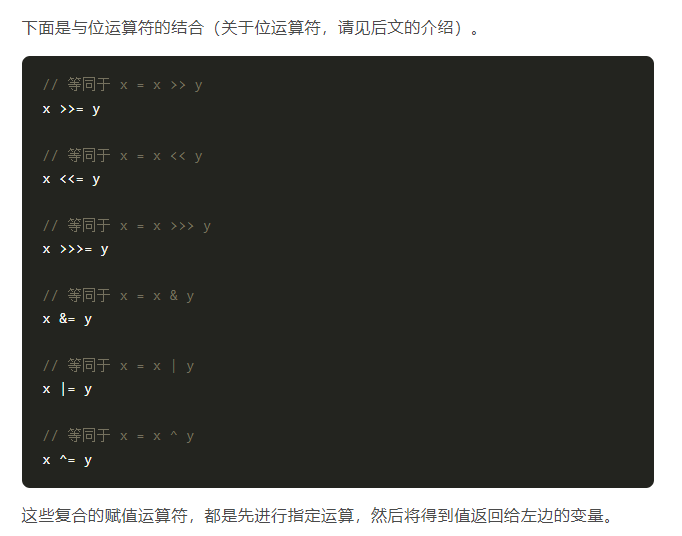 下面是与位运算符的结合（关于位运算符，请见后文的介绍）。
// 等同于 x = x >> y
x >>= y
// 等同于 x = x << y
x <<= y
// 等同于 x = x >>> y
x >>>= y
// 等同于 x = x & y
x &= y
// 等同于 x = x | y
x |= y
// 等同于 x = x ^ y
x ^= y
这些复合的赋值运算符，都是先进行指定运算，然后将得到值返回给左边的变量。